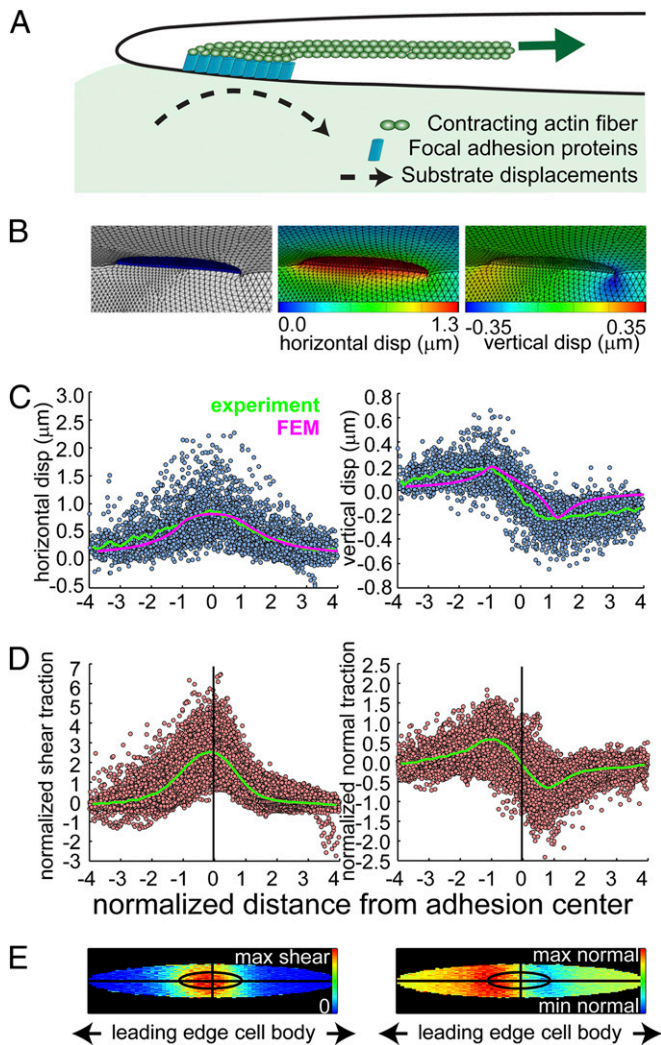 A
Contracting actin fiber
Focal adhesion proteins
Substrate displacements
B
0.0 1.3 -0.35 0.35
horizontal disp (μm) vertical disp (μm)
C
experiment
FEM
horizontal disp (μm)
3.0
2.5
2.0
1.5
1.0
0.5
0.0
-0.5
-4 -3 -2 -1 0 1 2 3 4
vertical disp (μm)
0.8
0.6
0.4
0.2
0.0
-0.2
-0.4
-0.6
-0.8
-4 -3 -2 -1 0 1 2 3 4
D
normalized shear traction
7
6
5
4
3
2
1
0
-1
-2
-3
-4 -3 -2 -1 0 1 2 3 4
normalized normal traction
2.5
2.0
1.5
1.0
0.5
0.0
-0.5
-1.0
-1.5
-2.0
-2.5
-4 -3 -2 -1 0 1 2 3 4
normalized distance from adhesion center
E
max shear
0
max normal
min normal
leading edge cell body
leading edge cell body